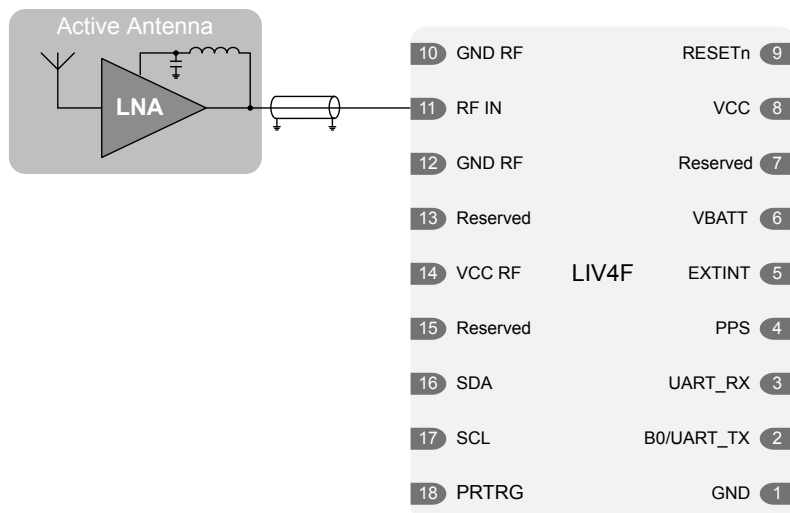 Active Antenna
LNA
10 GND RF
RESETn 9
11 RF IN
VCC 8
12 GND RF
Reserved 7
13 Reserved
VBATT 6
14 VCC RF
LIV4F
EXTINT 5
15 Reserved
PPS 4
16 SDA
UART_RX 3
17 SCL
B0/UART_TX 2
18 PRTRG
GND 1